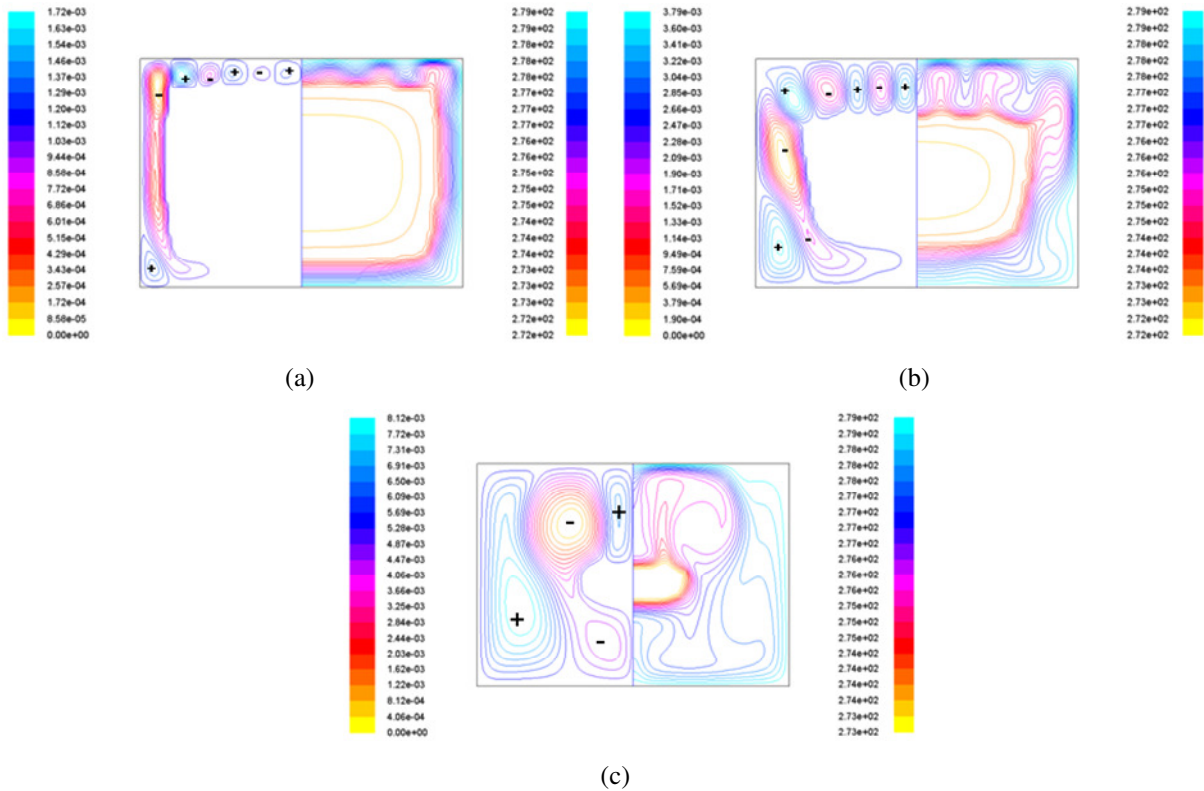 1.72e-03
1.63e-03
1.54e-03
1.46e-03
1.37e-03
1.29e-03
1.20e-03
1.12e-03
1.03e-03
9.44e-04
8.58e-04
7.72e-04
6.86e-04
6.01e-04
5.15e-04
4.29e-04
3.43e-04
2.57e-04
1.72e-04
8.58e-05
0.00e+00
+ - + - +
-
+
2.79e+02
2.78e+02
2.78e+02
2.78e+02
2.78e+02
2.77e+02
2.77e+02
2.77e+02
2.76e+02
2.76e+02
2.75e+02
2.75e+02
2.75e+02
2.74e+02
2.74e+02
2.74e+02
2.73e+02
2.73e+02
2.73e+02
2.72e+02
2.72e+02
(a)
3.79e-03
3.60e-03
3.41e-03
3.22e-03
3.04e-03
2.85e-03
2.66e-03
2.47e-03
2.28e-03
2.09e-03
1.90e-03
1.71e-03
1.52e-03
1.33e-03
1.14e-03
9.49e-04
7.59e-04
5.69e-04
3.79e-04
1.90e-04
0.00e+00
+ - + - +
-
-
+
2.79e+02
2.78e+02
2.78e+02
2.78e+02
2.77e+02
2.77e+02
2.77e+02
2.77e+02
2.76e+02
2.76e+02
2.75e+02
2.75e+02
2.75e+02
2.74e+02
2.74e+02
2.74e+02
2.73e+02
2.73e+02
2.73e+02
2.72e+02
2.72e+02
(b)
8.12e-03
7.72e-03
7.31e-03
6.91e-03
6.50e-03
6.09e-03
5.69e-03
5.28e-03
4.87e-03
4.47e-03
4.06e-03
3.66e-03
3.25e-03
2.84e-03
2.44e-03
2.03e-03
1.62e-03
1.22e-03
8.12e-04
4.06e-04
0.00e+00
- +
+
-
2.79e+02
2.79e+02
2.78e+02
2.78e+02
2.78e+02
2.77e+02
2.77e+02
2.77e+02
2.76e+02
2.76e+02
2.76e+02
2.75e+02
2.75e+02
2.75e+02
2.74e+02
2.74e+02
2.74e+02
2.74e+02
2.73e+02
2.73e+02
(c)